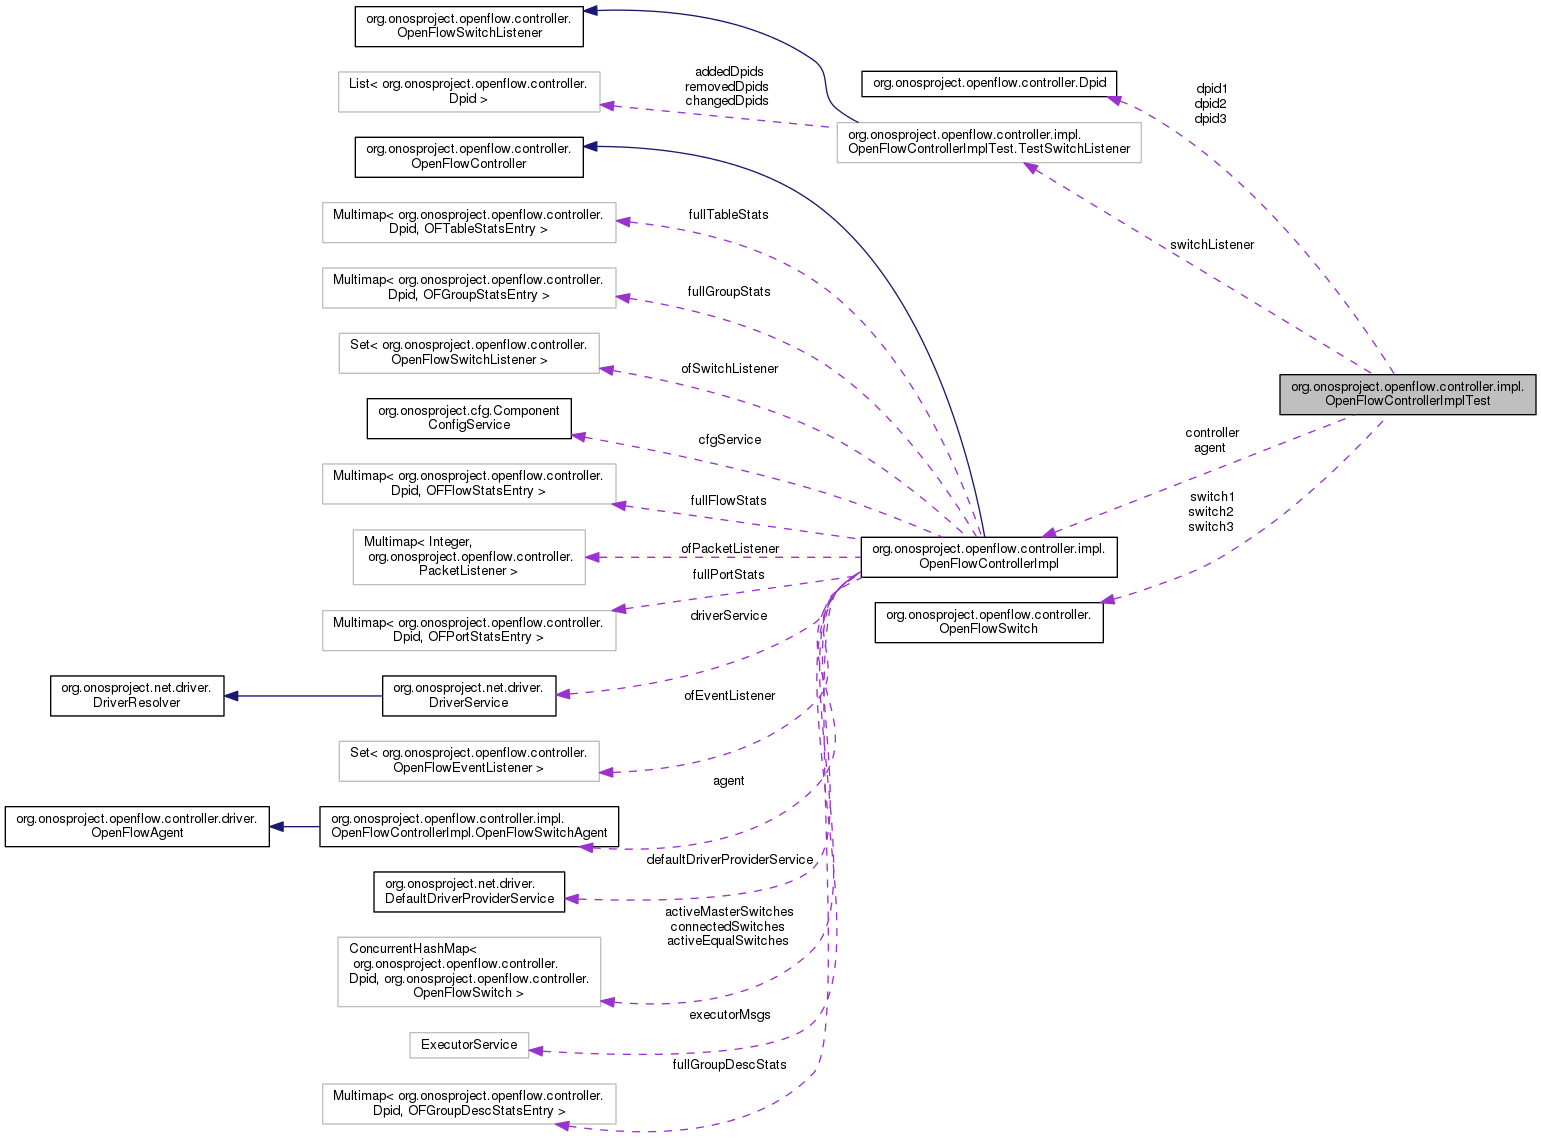 org.onosproject.openflow.controller.
OpenFlowSwitchListener
List< org.onosproject.openflow.controller.
Dpid >
addedDpids
removedDpids
changedDpids
org.onosproject.openflow.controller.Dpid
dpid1
dpid2
dpid3
org.onosproject.openflow.controller.impl.
OpenFlowControllerImplTest.TestSwitchListener
org.onosproject.openflow.controller.
OpenFlowController
Multimap< org.onosproject.openflow.controller.
Dpid, OFTableStatsEntry >
fullTableStats
switchListener
Multimap< org.onosproject.openflow.controller.
Dpid, OFGroupStatsEntry >
fullGroupStats
Set< org.onosproject.openflow.controller.
OpenFlowSwitchListener >
ofSwitchListener
org.onosproject.openflow.controller.impl.
OpenFlowControllerImplTest
org.onosproject.cfg.Component
ConfigService
cfgService
controller
agent
Multimap< org.onosproject.openflow.controller.
Dpid, OFFlowStatsEntry >
fullFlowStats
switch1
switch2
switch3
Multimap< Integer,
org.onosproject.openflow.controller.
PacketListener >
ofPacketListener
org.onosproject.openflow.controller.impl.
OpenFlowControllerImpl
fullPortStats
Multimap< org.onosproject.openflow.controller.
Dpid, OFPortStatsEntry >
driverService
org.onosproject.openflow.controller.
OpenFlowSwitch
org.onosproject.net.driver.
DriverResolver
org.onosproject.net.driver.
DriverService
ofEventListener
Set< org.onosproject.openflow.controller.
OpenFlowEventListener >
agent
org.onosproject.openflow.controller.driver.
OpenFlowAgent
org.onosproject.openflow.controller.impl.
OpenFlowControllerImpl.OpenFlowSwitchAgent
defaultDriverProviderService
org.onosproject.net.driver.
DefaultDriverProviderService
activeMasterSwitches
connectedSwitches
activeEqualSwitches
ConcurrentHashMap<
org.onosproject.openflow.controller.
Dpid, org.onosproject.openflow.controller.
OpenFlowSwitch >
executorMsgs
ExecutorService
fullGroupDescStats
Multimap< org.onosproject.openflow.controller.
Dpid, OFGroupDescStatsEntry >